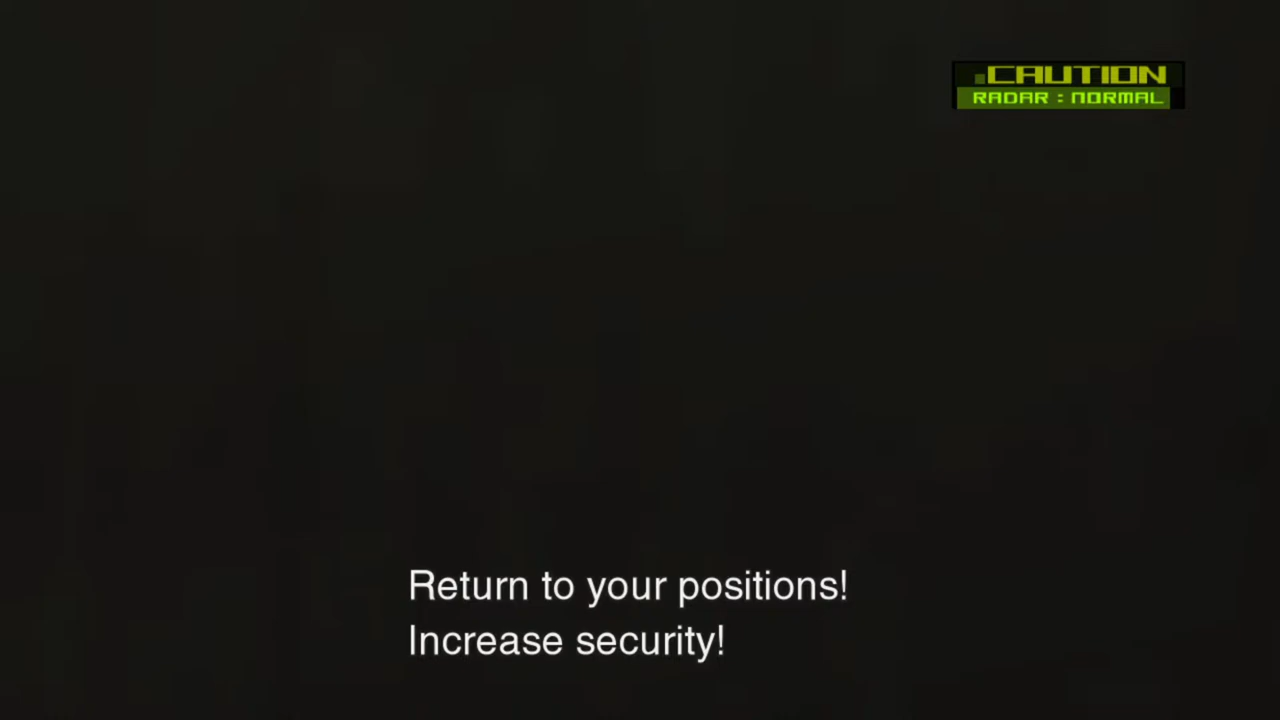 .CAUTION
RADAR : NORMAL
Return to your positions!
Increase security!